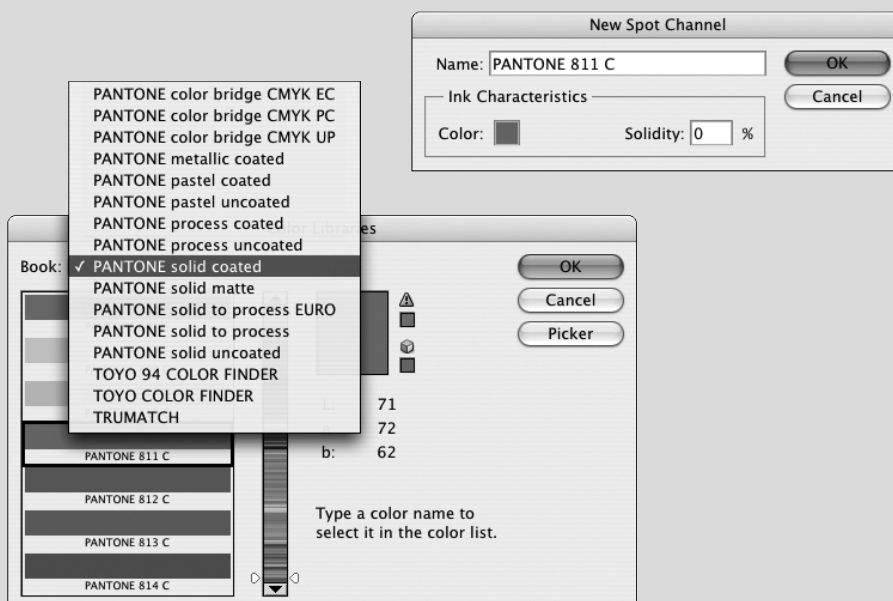 New Spot Channel
Name: PANTONE 811 C
OK
Ink Characteristics
Cancel
Color:
Solidity: 0 %
PANTONE color bridge CMYK EC
PANTONE color bridge CMYK PC
PANTONE color bridge CMYK UP
PANTONE metallic coated
PANTONE pastel coated
PANTONE pastel uncoated
PANTONE process coated
PANTONE process uncoated
Book: ✓ PANTONE solid coated
PANTONE solid matte
PANTONE solid to process EURO
PANTONE solid to process
PANTONE solid uncoated
TOYO 94 COLOR FINDER
TOYO COLOR FINDER
TRUMATCH
Color Libraries
OK
Cancel
Picker
L: 71
a: 72
b: 62
Type a color name to
select it in the color list.
PANTONE 811 C
PANTONE 812 C
PANTONE 813 C
PANTONE 814 C